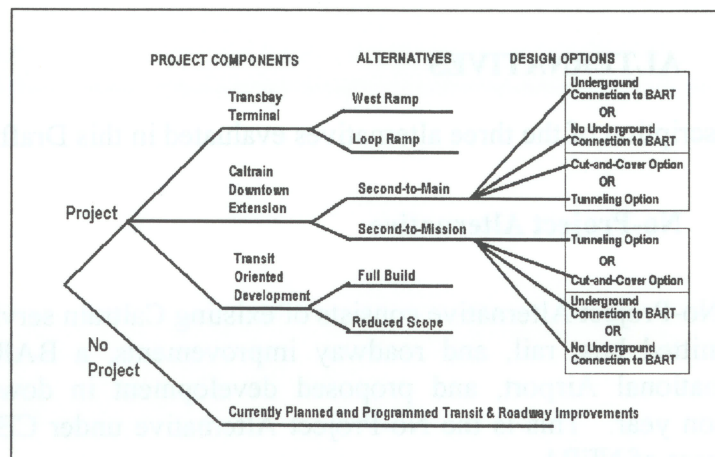 PROJECT COMPONENTS
ALTERNATIVES
DESIGN OPTIONS
Transbay
Terminal
West Ramp
Loop Ramp
Underground
Connection to BART
OR
No Underground
Connection to BART
Caltrain
Downtown
Extension
Second-to-Main
Second-to-Mission
Cut-and-Cover Option
OR
Tunneling Option
Project
Tunneling Option
OR
Cut-and-Cover Option
Transit
Oriented
Development
Full Build
Reduced Scope
Underground
Connection to BART
OR
No Underground
Connection to BART
No
Project
Currently Planned and Programmed Transit & Roadway Improvements